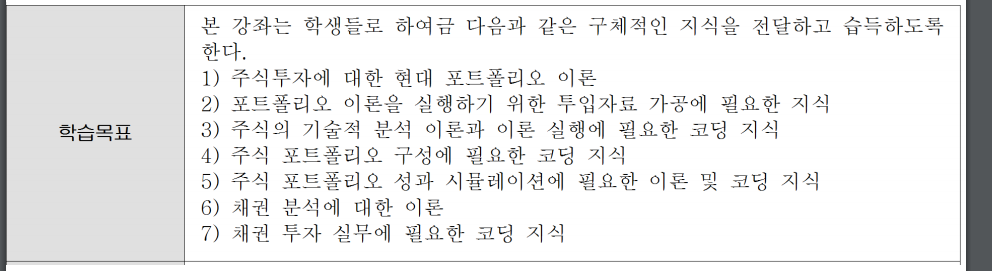 학습목표
본 강좌는 학생들로 하여금 다음과 같은 구체적인 지식을 전달하고 습득하도록
한다.
1) 주식투자에 대한 현대 포트폴리오 이론
2) 포트폴리오 이론을 실행하기 위한 투입자료 가공에 필요한 지식
3) 주식의 기술적 분석 이론과 이론 실행에 필요한 코딩 지식
4) 주식 포트폴리오 구성에 필요한 코딩 지식
5) 주식 포트폴리오 성과 시뮬레이션에 필요한 이론 및 코딩 지식
6) 채권 분석에 대한 이론
7) 채권 투자 실무에 필요한 코딩 지식